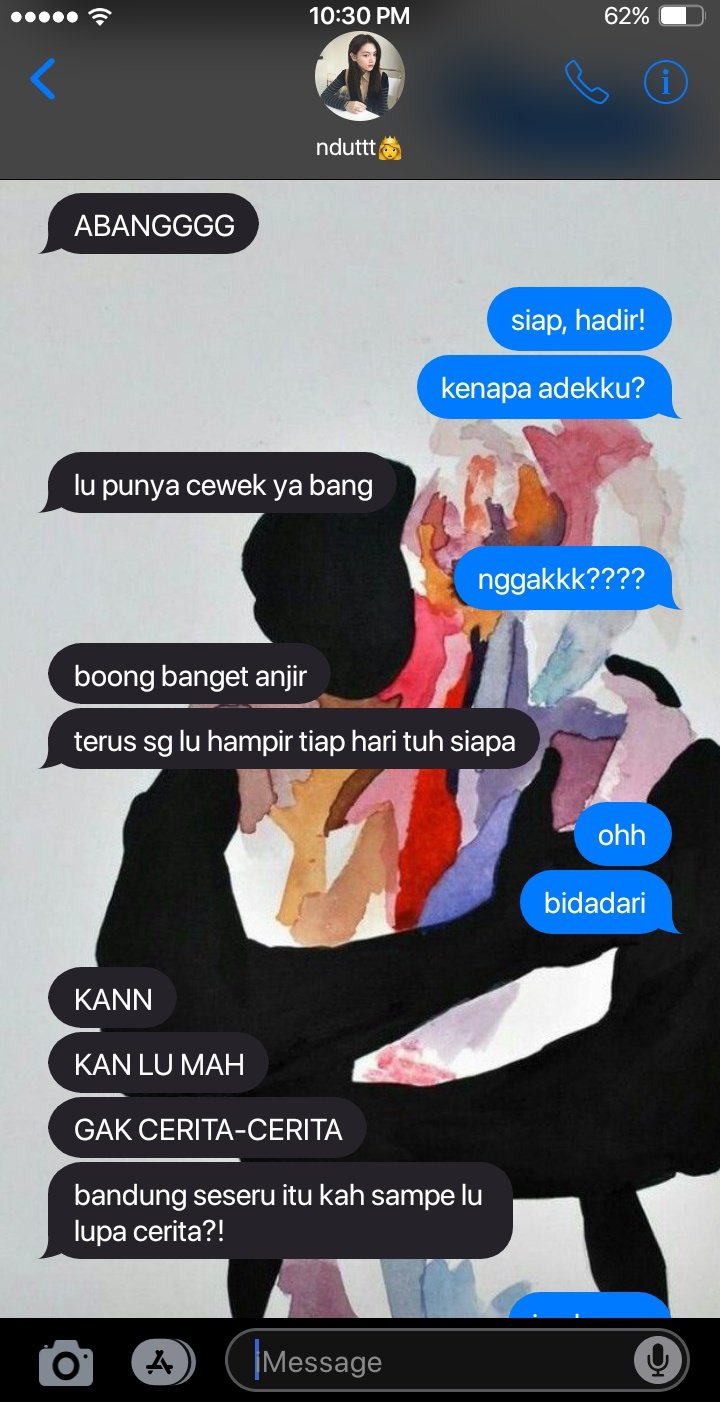 10:30 PM
62%
nduttt
ABANGGGG
siap, hadir!
kenapa adekku?
lu punya cewek ya bang
nggakkk????
boong banget anjir
terus sg lu hampir tiap hari tuh siapa
ohh
bidadari
KANN
KAN LU MAH
GAK CERITA-CERITA
bandung seseru itu kah sampe lu
lupa cerita?!
iMessage